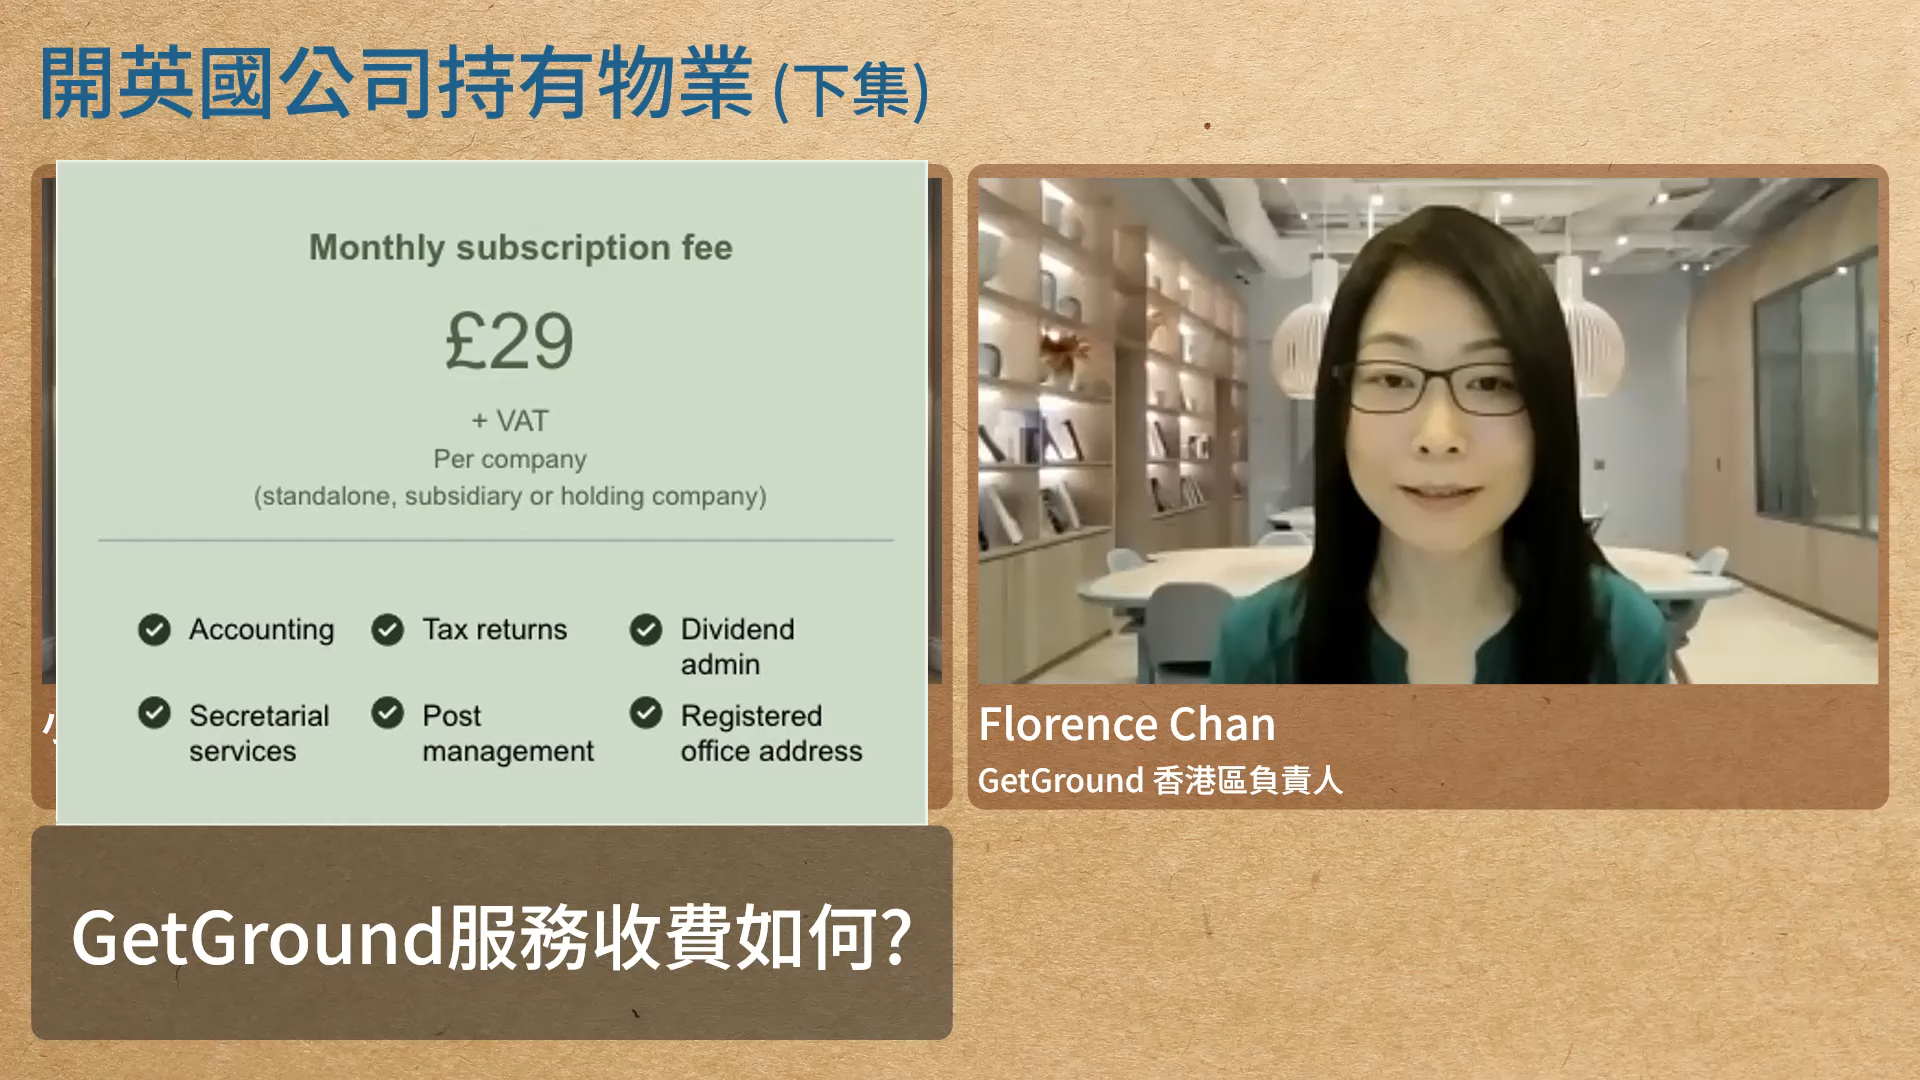 開英國公司持有物業 (下集)
Monthly subscription fee
£29
+ VAT
Per company
(standalone, subsidiary or holding company)
Accounting
Tax returns
Dividend
admin
Secretarial
services
Post
management
Registered
office address
Florence Chan
GetGround 香港區負責人
GetGround服務收費如何?